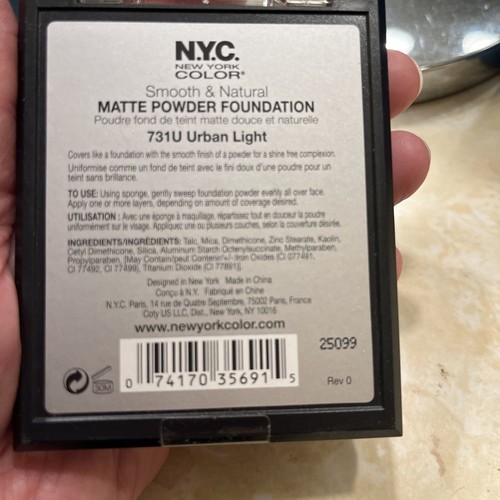 N.Y.C.
NEW YORK
COLOR®
Smooth & Natural
MATTE POWDER FOUNDATION
Poudre fond de teint matte douce et naturelle
731U Urban Light
Covers like a foundation with the smooth finish of a powder for a shine free complexion.
Uniformise comme un fond de teint avec le fini doux d'une poudre pour un
teint sans brillance.
TO USE: Using sponge, gently sweep foundation powder evenly all over face.
Apply one or more layers, depending on amount of coverage desired.
UTILISATION : Avec une éponge à maquillage, répartissez tout en douceur la poudre
uniformément sur le visage. Appliquez une ou plusieurs couches, selon la couverture désirée.
INGREDIENTS/INGRÉDIENTS: Talc, Mica, Dimethicone, Zinc Stearate, Kaolin,
Cetyl Dimethicone, Silica, Aluminum Starch Octenylsuccinate, Methylparaben,
Propylparaben, [May Contain/peut Contenir/+/- Iron Oxides (CI 077491,
CI 77492, CI 77499), Titanium Dioxide (CI 77891)].
Designed in New York Made in China
Conçu à N.Y. Fabriqué en Chine
N.Y.C. Paris, 14 rue de Quatre Septembre, 75002 Paris, France
Coty US LLC, Dist., New York, NY 10016
www.newyorkcolor.com
25099
30M
0 74170 35691 5
Rev 0